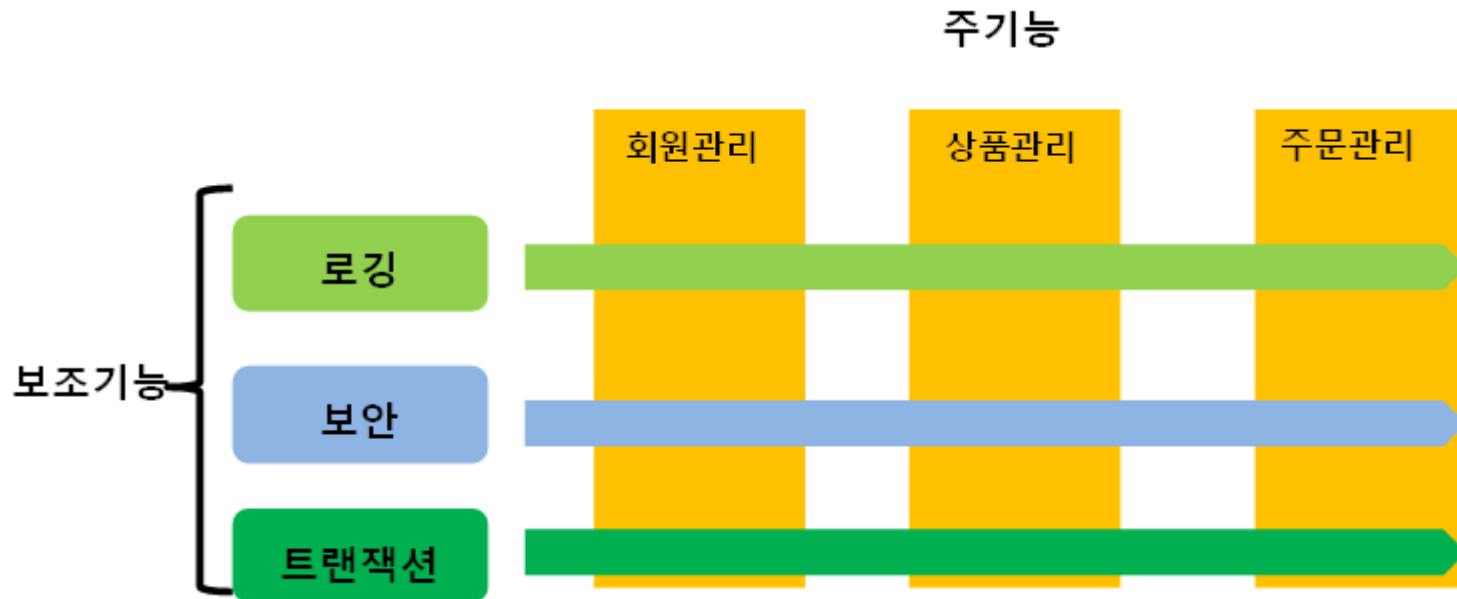 주기능
회원관리
상품관리
주문관리
로깅
보조기능
보안
트랜잭션